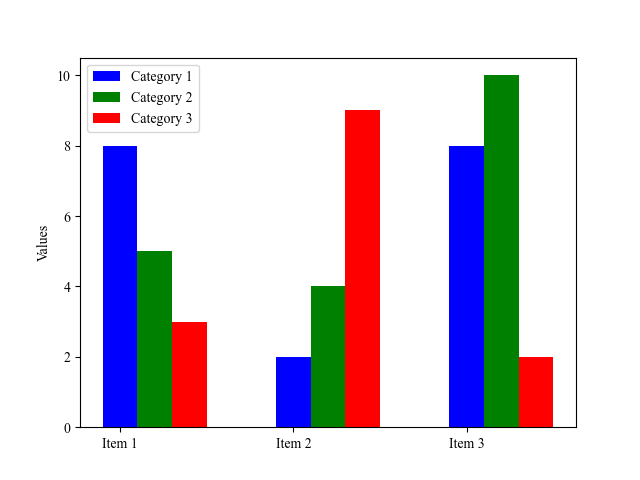 Category 1
Category 2
Category 3
Values
10
8
6
4
2
0
Item 1
Item 2
Item 3